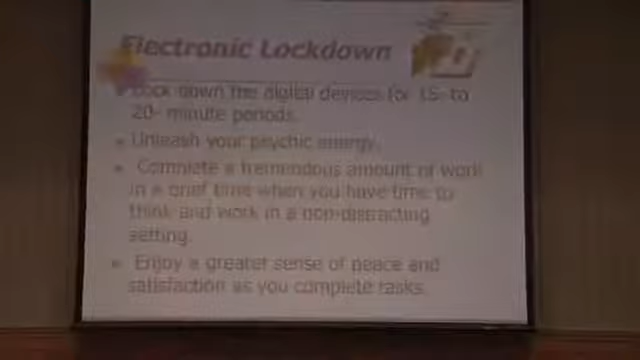 Electronic Lockdown
Lock down the digital devices for 15- to
20- minute periods.
Unleash your psychic energy.
Complete a tremendous amount of work
in a brief time when you have time to
think and work in a non-distracting
setting.
Enjoy a greater sense of peace and
satisfaction as you complete tasks.